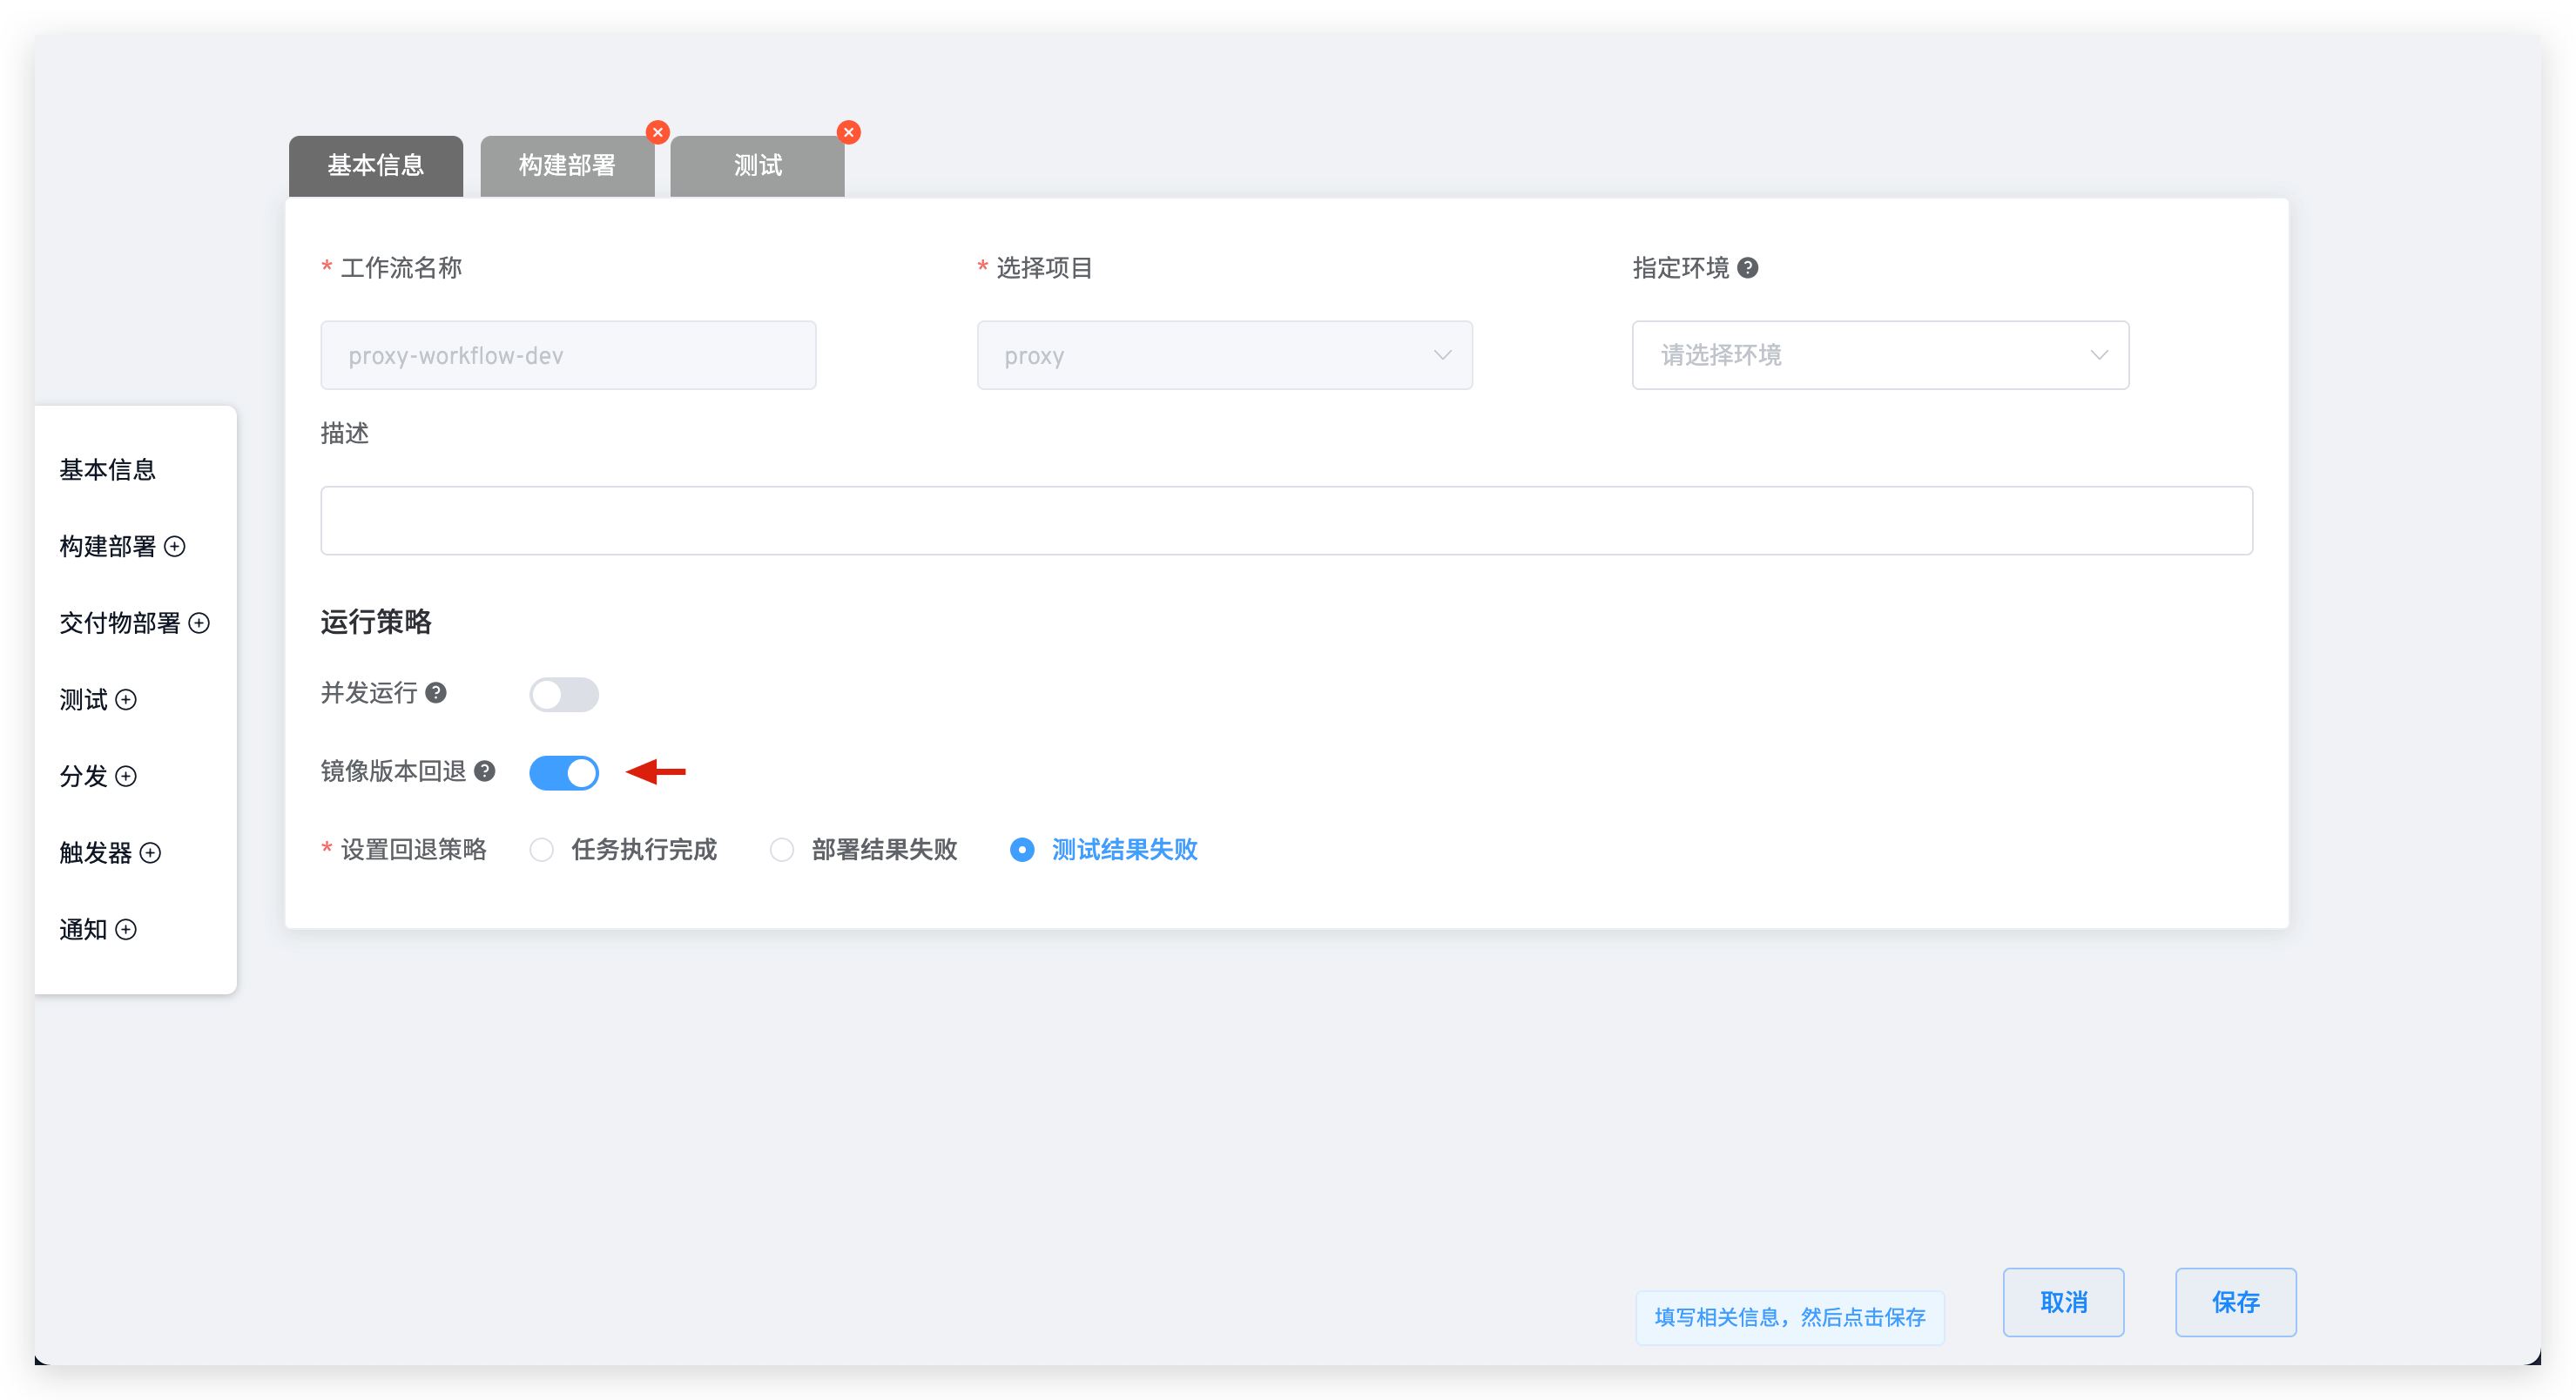 基本信息 构建部署 测试
* 工作流名称 * 选择项目 指定环境 ?
proxy-workflow-dev proxy 请选择环境
描述
基本信息
构建部署
交付物部署
测试
分发
触发器
通知
运行策略
并发运行 ?
镜像版本回退 ?
* 设置回退策略 任务执行完成 部署结果失败 测试结果失败
填写相关信息，然后点击保存 取消 保存